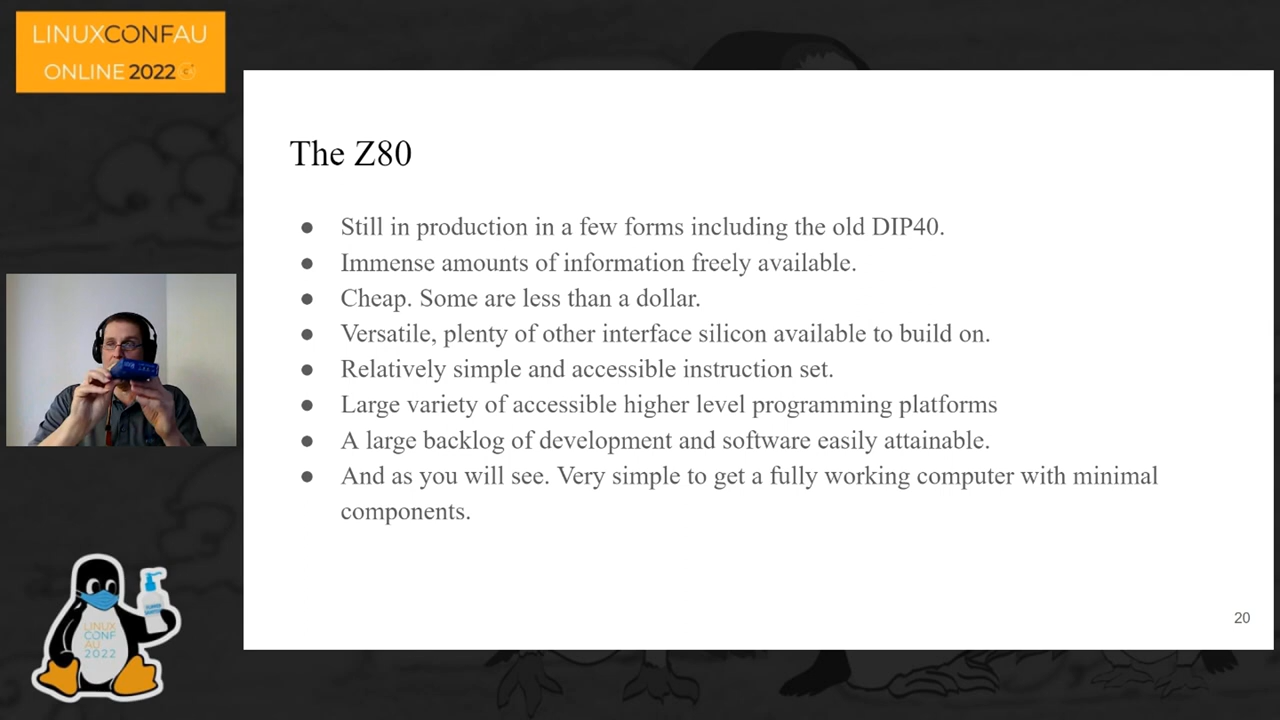 LINUXCONFAU
ONLINE 2022
The Z80
● Still in production in a few forms including the old DIP40.
● Immense amounts of information freely available.
● Cheap. Some are less than a dollar.
● Versatile, plenty of other interface silicon available to build on.
● Relatively simple and accessible instruction set.
● Large variety of accessible higher level programming platforms
● A large backlog of development and software easily attainable.
● And as you will see. Very simple to get a fully working computer with minimal
components.
LINUX
CONF
AU
2022
20